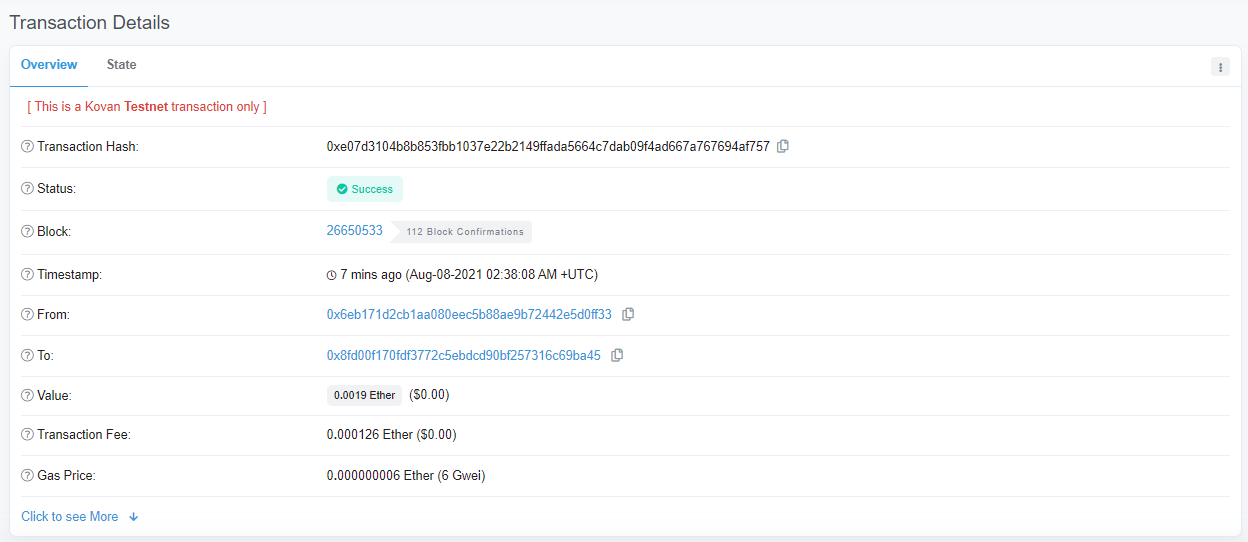 Transaction Details
Overview State
[ This is a Kovan Testnet transaction only ]
Transaction Hash: 0xe07d3104b8b853fbb1037e22b2149ffada5664c7dab09f4ad667a767694af757
Status: Success
Block: 26650533 112 Block Confirmations
Timestamp: 7 mins ago (Aug-08-2021 02:38:08 AM +UTC)
From: 0x6eb171d2cb1aa080eec5b88ae9b72442e5d0ff33
To: 0x8fd00f170fdf3772c5ebdcd90bf257316c69ba45
Value: 0.0019 Ether ($0.00)
Transaction Fee: 0.000126 Ether ($0.00)
Gas Price: 0.000000006 Ether (6 Gwei)
Click to see More